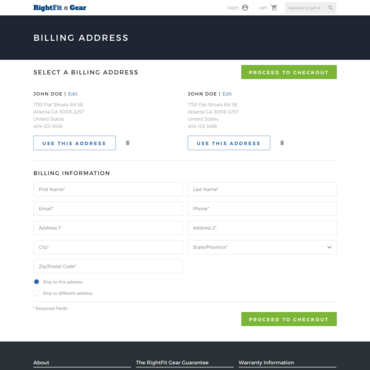 RightFit Gear
login
cart
keyword or part #
BILLING ADDRESS
SELECT A BILLING ADDRESS
PROCEED TO CHECKOUT
JOHN DOE | Edit
1710 Flat Shoals Rd SE
Atlanta GA 30316 2257
United States
404-123-3456
USE THIS ADDRESS
JOHN DOE | Edit
1710 Flat Shoals Rd SE
Atlanta GA 30316 2257
United States
404-123-3456
USE THIS ADDRESS
BILLING INFORMATION
First Name*
Last Name*
Email*
Phone*
Address 1*
Address 2*
City*
State/Province*
Zip/Postal Code*
Ship to this address
Ship to different address
* Required Fields
PROCEED TO CHECKOUT
About
The RightFit Gear Guarantee
Warranty Information